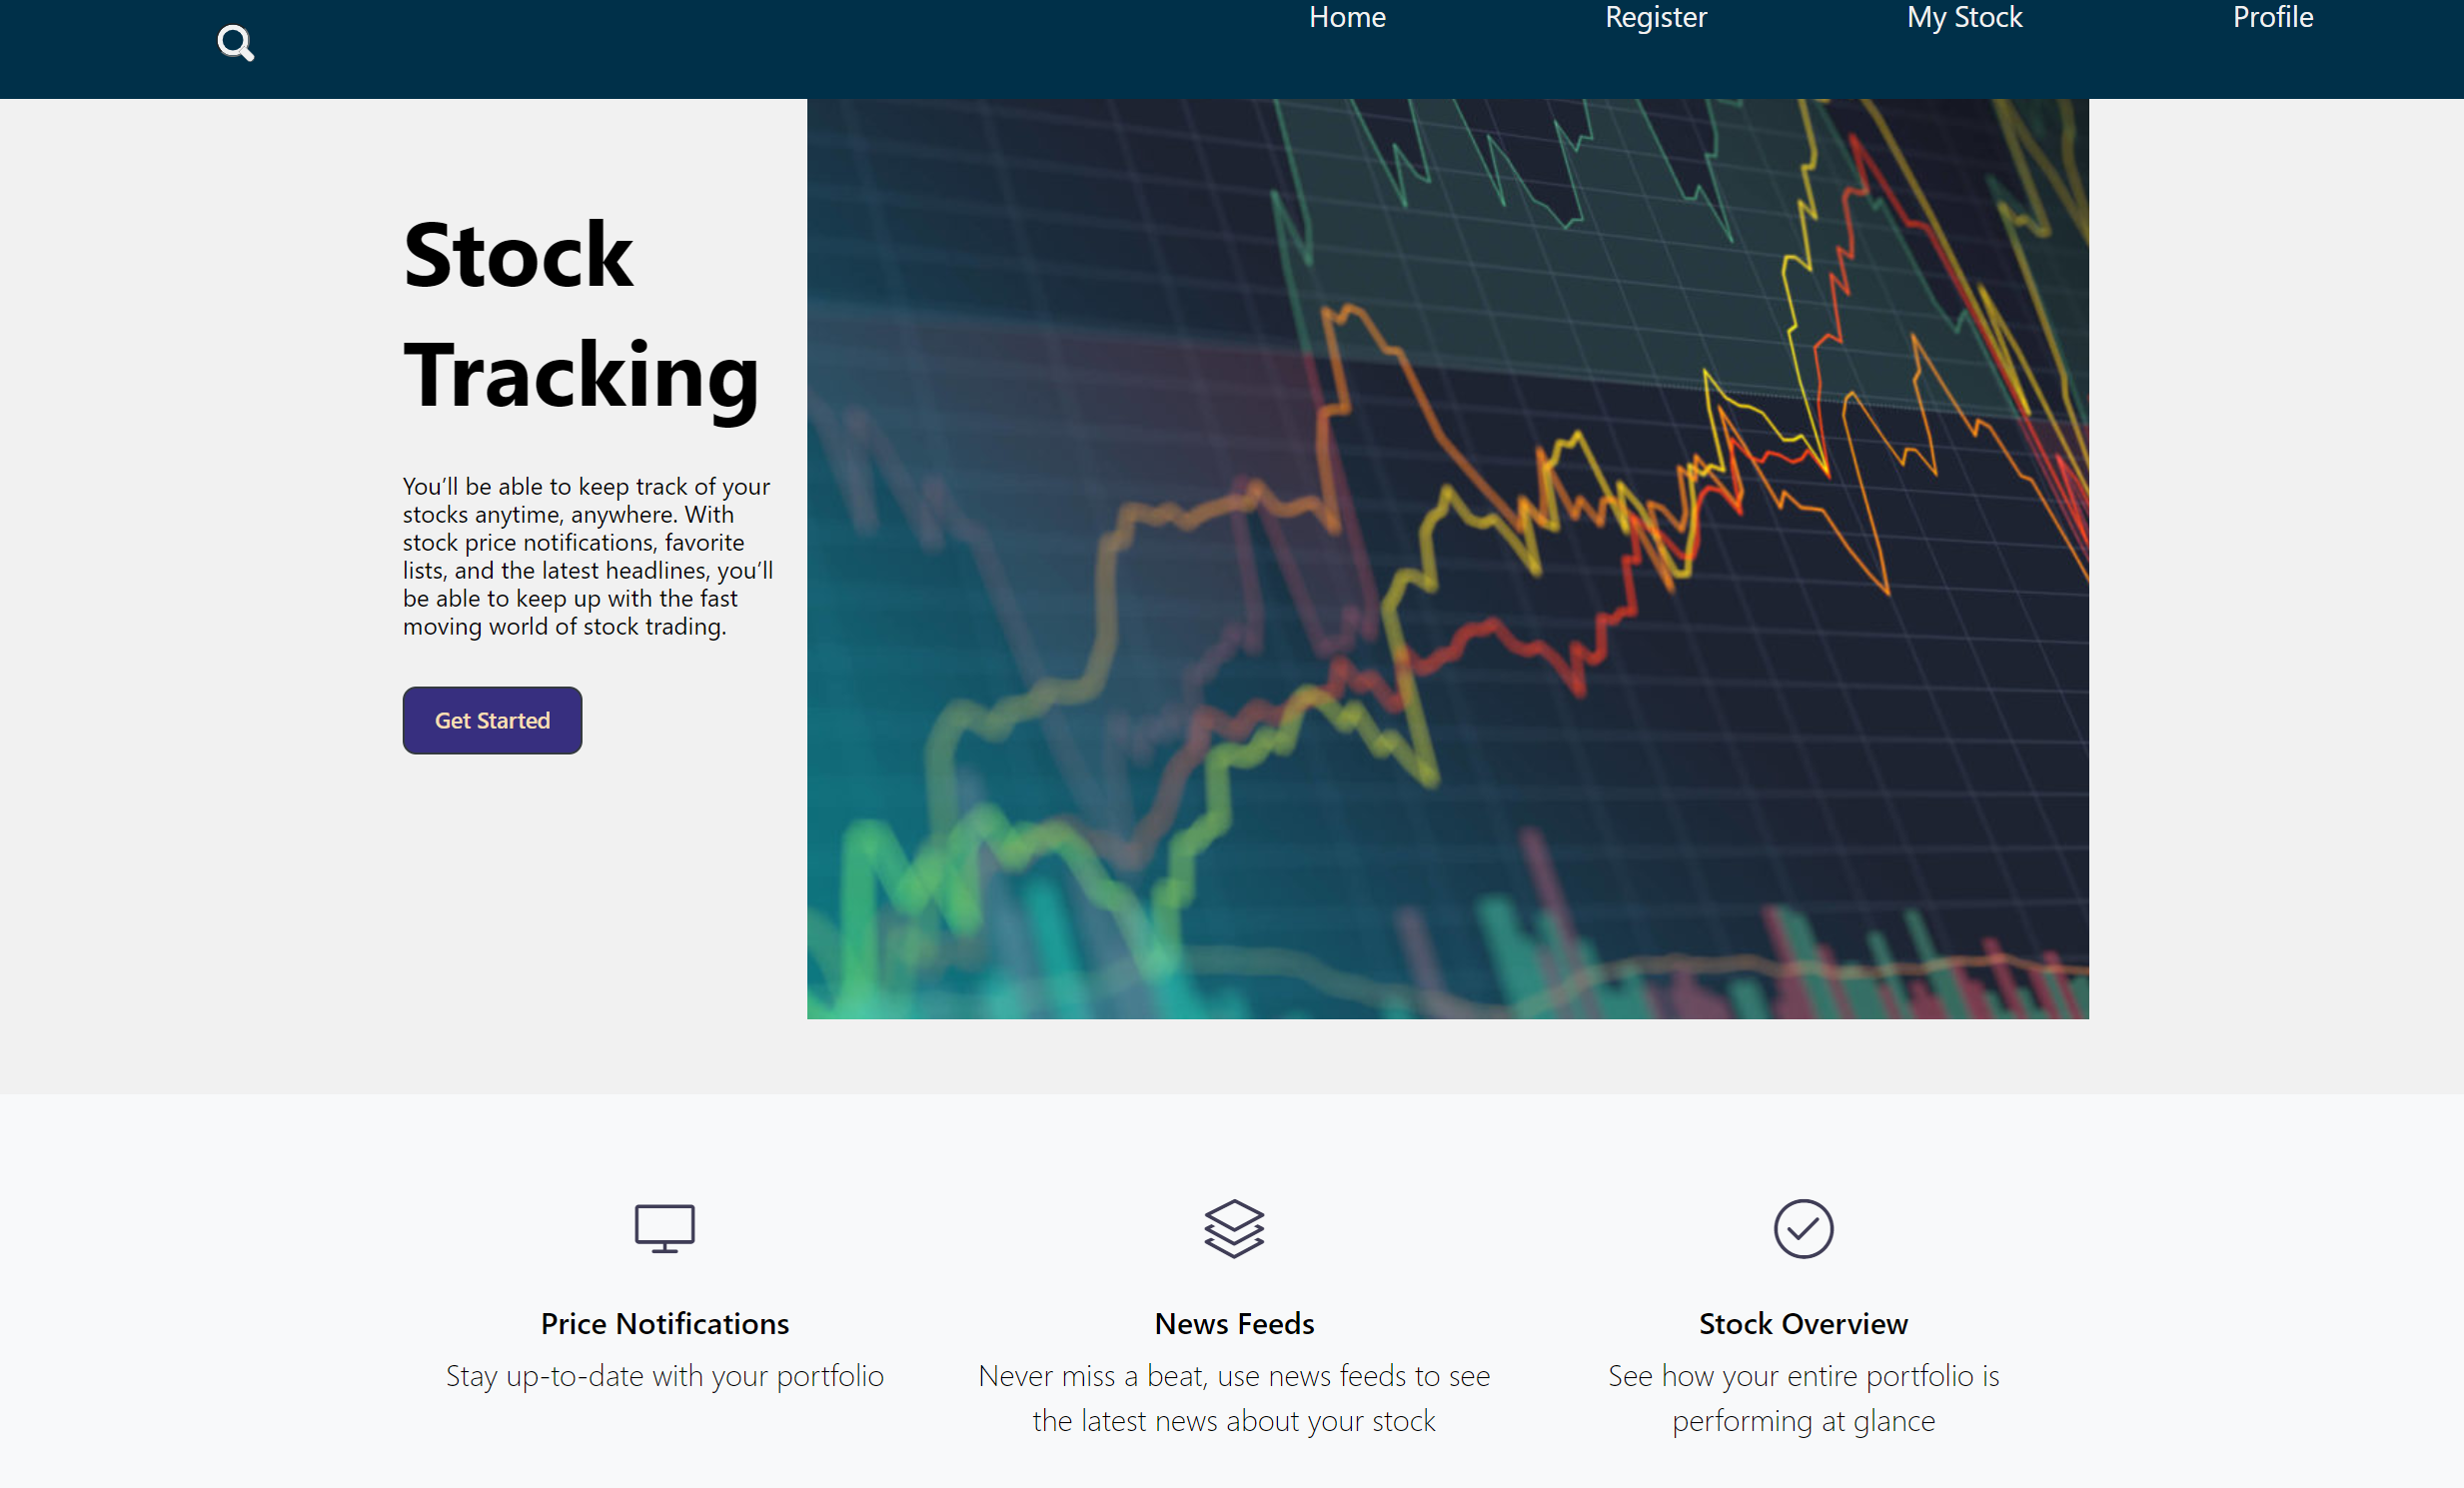 Home
Register
My Stock
Profile
Stock
Tracking
You’ll be able to keep track of your
stocks anytime, anywhere. With
stock price notifications, favorite
lists, and the latest headlines, you’ll
be able to keep up with the fast
moving world of stock trading.
Get Started
Price Notifications
Stay up-to-date with your portfolio
News Feeds
Never miss a beat, use news feeds to see
the latest news about your stock
Stock Overview
See how your entire portfolio is
performing at glance